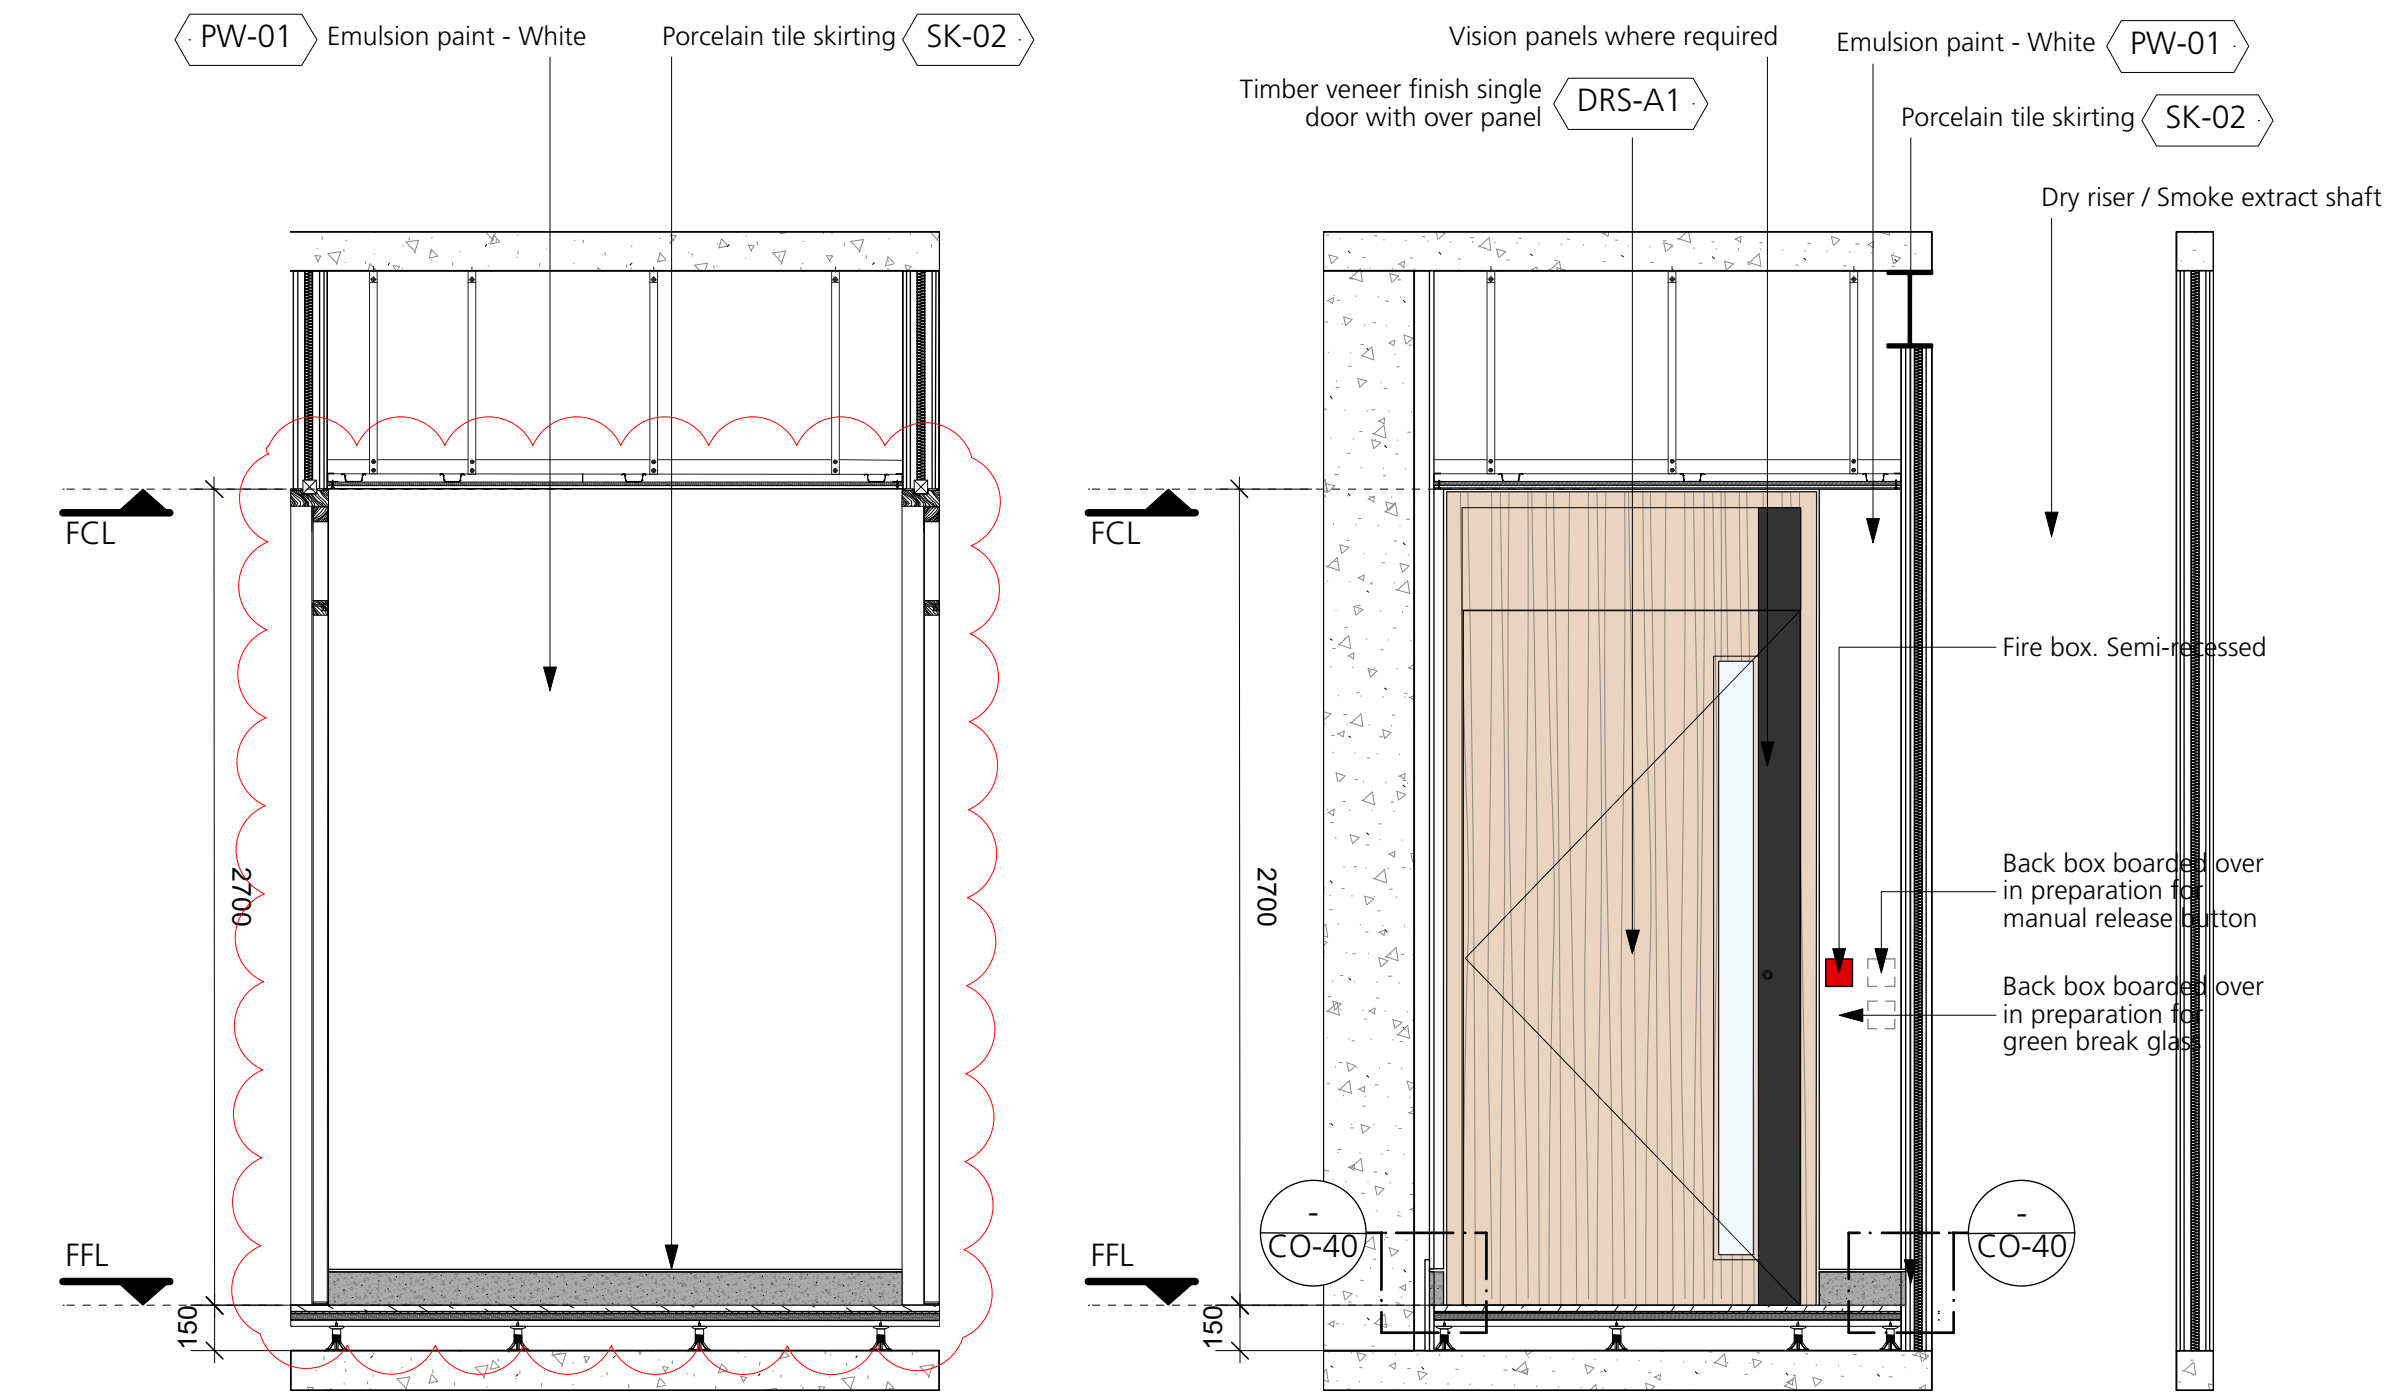 PW-01 Emulsion paint - White
Porcelain tile skirting SK-02
FCL
2700
FFL
150
Vision panels where required
Emulsion paint - White PW-01
Timber veneer finish single
door with over panel DRS-A1
Porcelain tile skirting SK-02
Dry riser / Smoke extract shaft
FCL
2700
Fire box. Semi-recessed
Back box boarded over
in preparation for
manual release button
Back box boarded over
in preparation for
green break glass
-
CO-40
-
CO-40
FFL
150